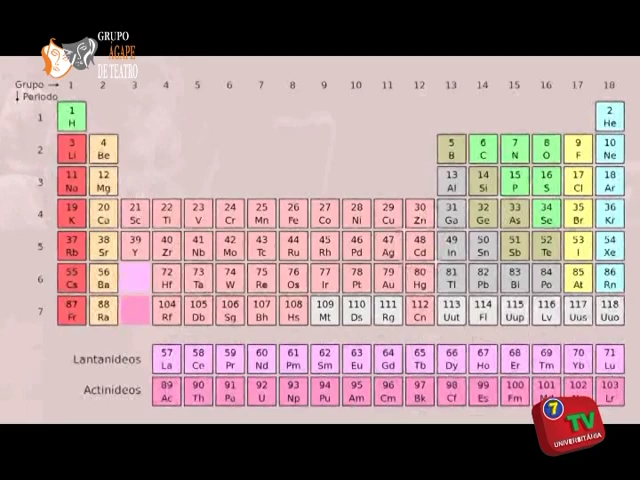 GRUPO
ÁGAPE
DE TEATRO
Grupo → 1 2 3 4 5 6 7 8 9 10 11 12 13 14 15 16 17 18
↓ Periodo
1 1 2
H He
2 3 4 5 6 7 8 9 10
Li Be B C N O F Ne
3 11 12 13 14 15 16 17 18
Na Mg Al Si P S Cl Ar
4 19 20 21 22 23 24 25 26 27 28 29 30 31 32 33 34 35 36
K Ca Sc Ti V Cr Mn Fe Co Ni Cu Zn Ga Ge As Se Br Kr
5 37 38 39 40 41 42 43 44 45 46 47 48 49 50 51 52 53 54
Rb Sr Y Zr Nb Mo Tc Ru Rh Pd Ag Cd In Sn Sb Te I Xe
6 55 56 72 73 74 75 76 77 78 79 80 81 82 83 84 85 86
Cs Ba Hf Ta W Re Os Ir Pt Au Hg Tl Pb Bi Po At Rn
7 87 88 104 105 106 107 108 109 110 111 112 113 114 115 116 117 118
Fr Ra Rf Db Sg Bh Hs Mt Ds Rg Cn Uut Fl Uup Lv Uus Uuo
Lantanídeos 57 58 59 60 61 62 63 64 65 66 67 68 69 70 71
La Ce Pr Nd Pm Sm Eu Gd Tb Dy Ho Er Tm Yb Lu
Actinídeos 89 90 91 92 93 94 95 96 97 98 99 100 101 102 103
Ac Th Pa U Np Pu Am Cm Bk Cf Es Fm Lr
7
TV
UNIVERSITÁRIA